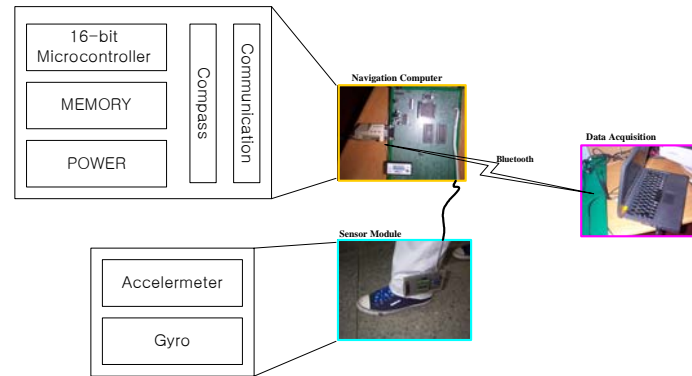 16-bit
Microcontroller
MEMORY
POWER
Compass
Communication
Navigation Computer
Bluetooth
Data Acquisition
Sensor Module
Accelermeter
Gyro